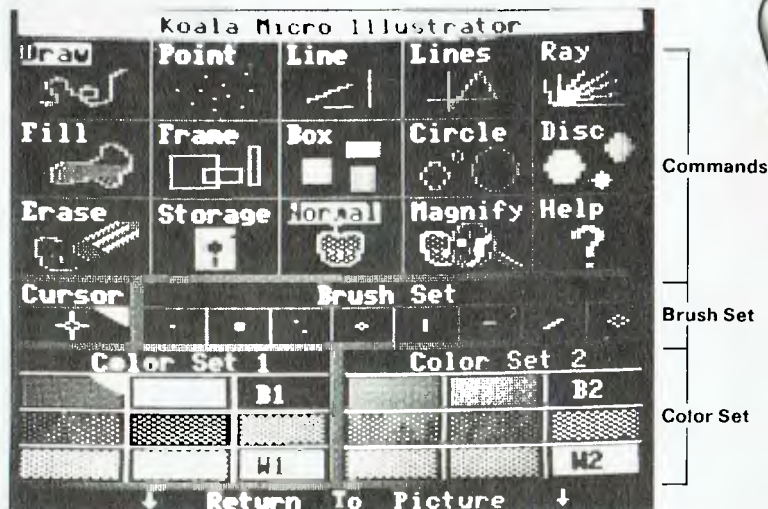 Koala Micro Illustrator
Draw Point Line Lines Ray
Fill Frame Box Circle Disc
Erase Storage Normal Magnify Help
Commands
Cursor Brush Set
Brush Set
Color Set 1 Color Set 2
B1 B2
Color Set
W1 W2
Return To Picture